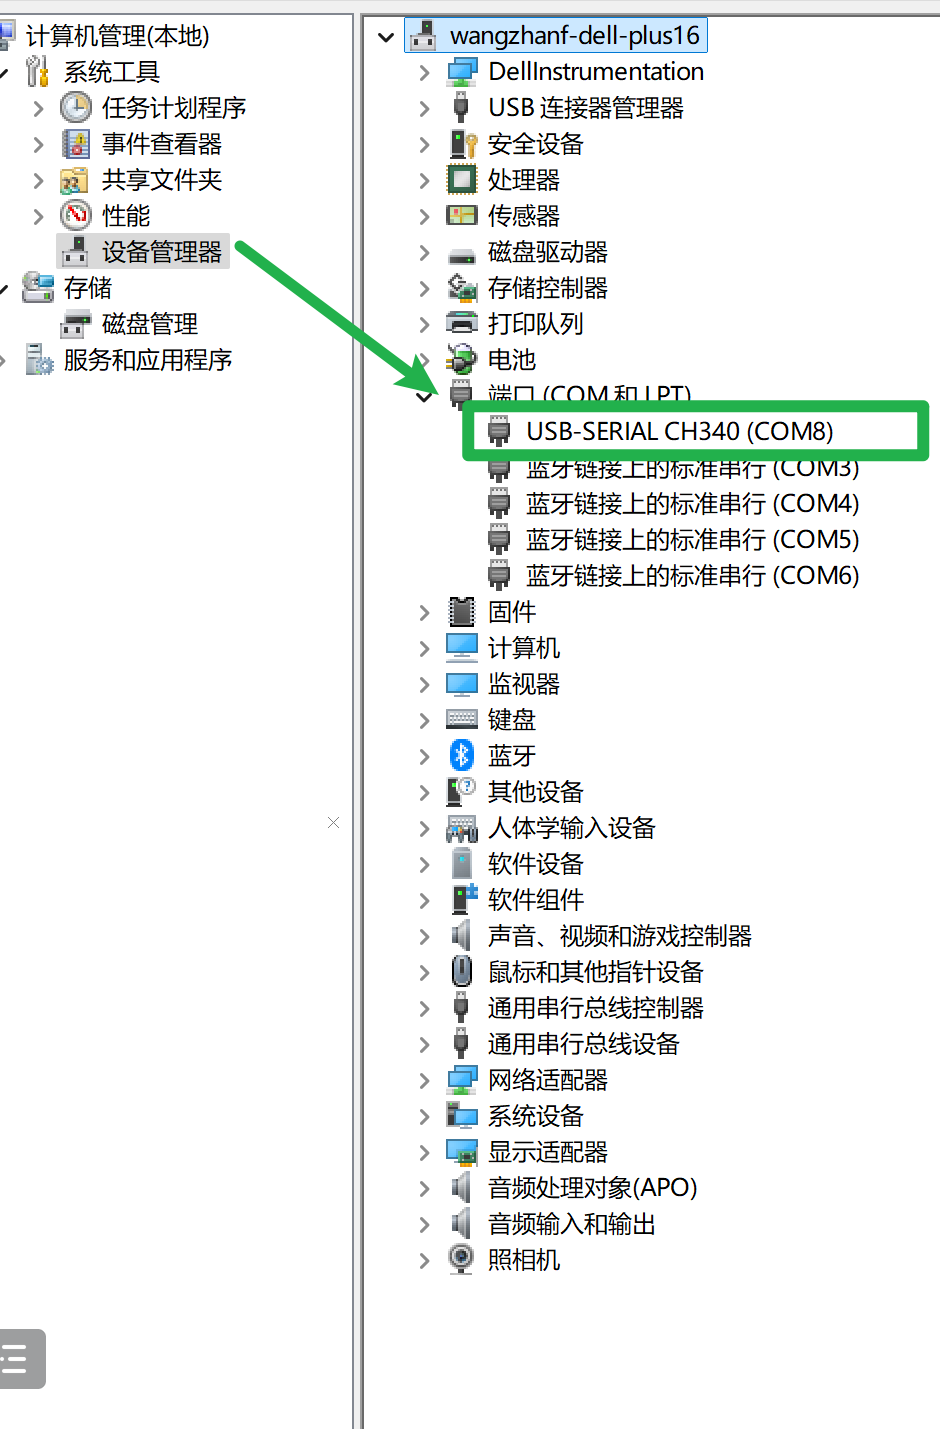 计算机管理(本地)
系统工具
任务计划程序
事件查看器
共享文件夹
性能
设备管理器
存储
磁盘管理
服务和应用程序
wangzhanf-dell-plus16
DellInstrumentation
USB 连接器管理器
安全设备
处理器
传感器
磁盘驱动器
存储控制器
打印队列
电池
端口 (COM 和 LPT)
USB-SERIAL CH340 (COM8)
蓝牙链接上的标准串行 (COM3)
蓝牙链接上的标准串行 (COM4)
蓝牙链接上的标准串行 (COM5)
蓝牙链接上的标准串行 (COM6)
固件
计算机
监视器
键盘
蓝牙
其他设备
人体学输入设备
软件设备
软件组件
声音、视频和游戏控制器
鼠标和其他指针设备
通用串行总线控制器
通用串行总线设备
网络适配器
系统设备
显示适配器
音频处理对象(APO)
音频输入和输出
照相机